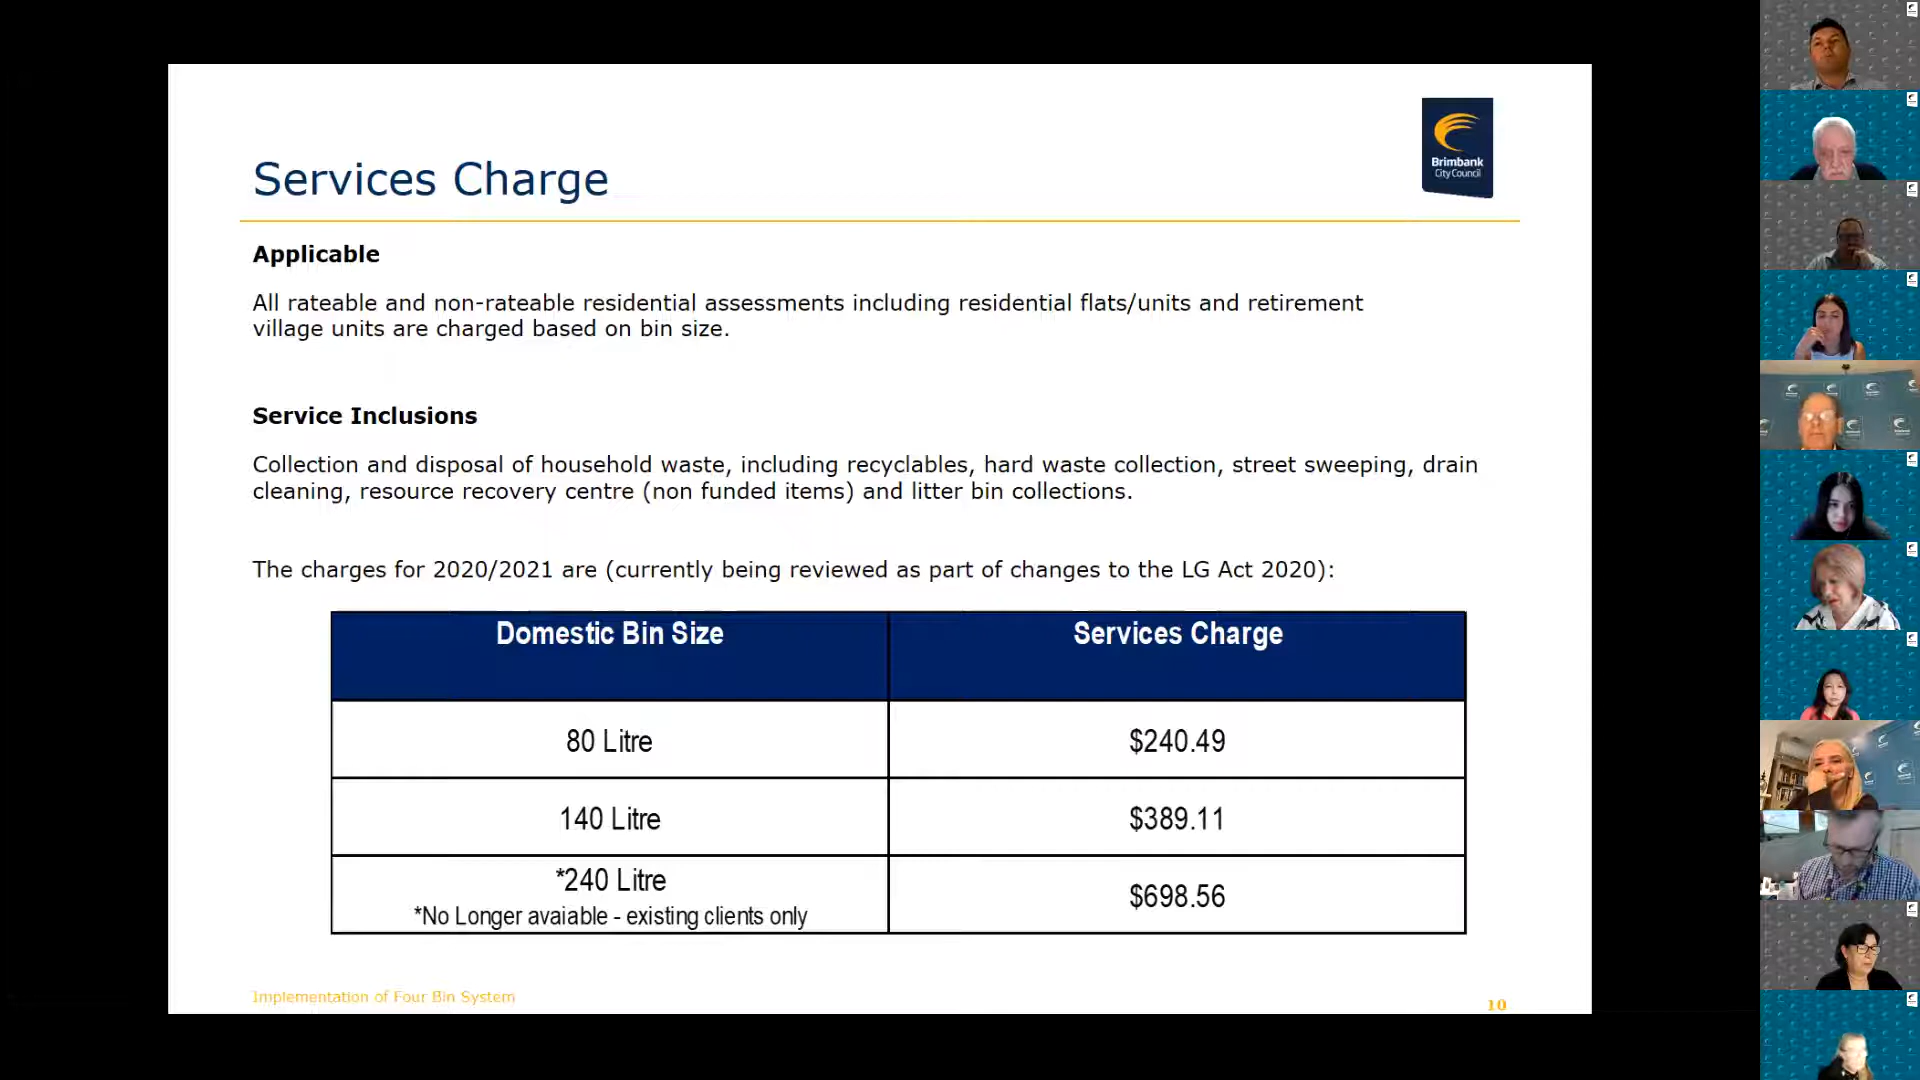 Services Charge
Brimbank
City Council
Applicable
All rateable and non-rateable residential assessments including residential flats/units and retirement
village units are charged based on bin size.
Service Inclusions
Collection and disposal of household waste, including recyclables, hard waste collection, street sweeping, drain
cleaning, resource recovery centre (non funded items) and litter bin collections.
The charges for 2020/2021 are (currently being reviewed as part of changes to the LG Act 2020):
Domestic Bin Size Services Charge
80 Litre $240.49
140 Litre $389.11
*240 Litre
*No Longer avaiable - existing clients only $698.56
Implementation of Four Bin System
10